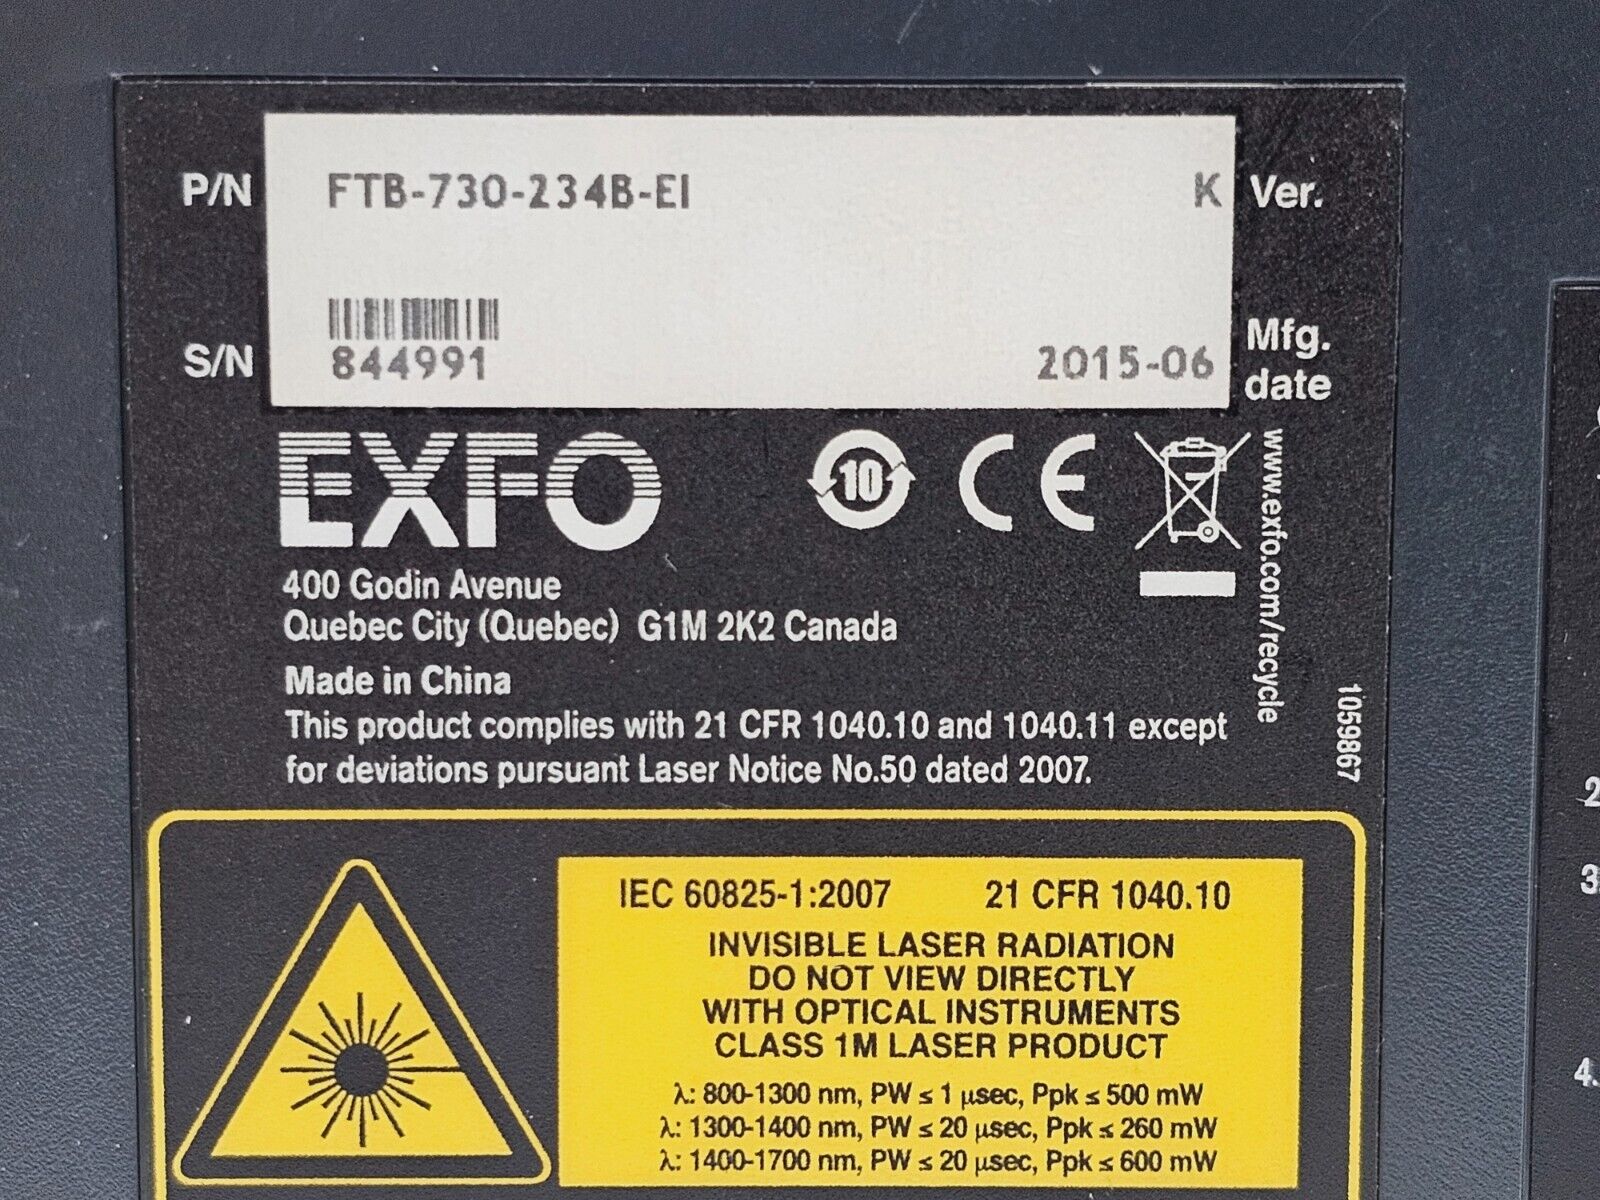 P/N FTB-730-234B-EI K Ver.
S/N 844991 2015-06 Mfg. date
EXFO
10
CE
www.exfo.com/recycle
400 Godin Avenue
Quebec City (Quebec) G1M 2K2 Canada
Made in China
This product complies with 21 CFR 1040.10 and 1040.11 except
for deviations pursuant Laser Notice No.50 dated 2007.
1059867
IEC 60825-1:2007 21 CFR 1040.10
INVISIBLE LASER RADIATION
DO NOT VIEW DIRECTLY
WITH OPTICAL INSTRUMENTS
CLASS 1M LASER PRODUCT
λ: 800-1300 nm, PW ≤ 1 μsec, Ppk ≤ 500 mW
λ: 1300-1400 nm, PW ≤ 20 μsec, Ppk ≤ 260 mW
λ: 1400-1700 nm, PW ≤ 20 μsec, Ppk ≤ 600 mW
2
3.
4.